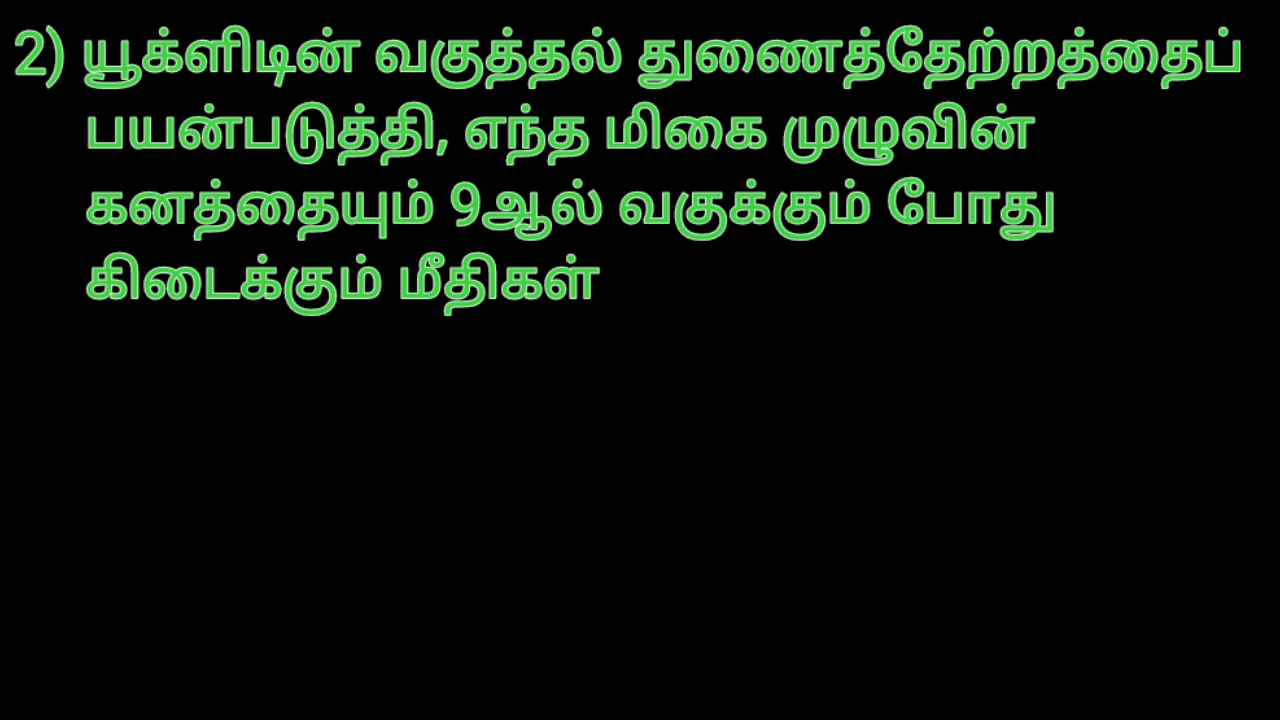 2) யூக்ளிடின் வகுத்தல் துணைத்தேற்றத்தைப்
பயன்படுத்தி, எந்த மிகை முழுவின்
கனத்தையும் 9ஆல் வகுக்கும் போது
கிடைக்கும் மீதிகள்